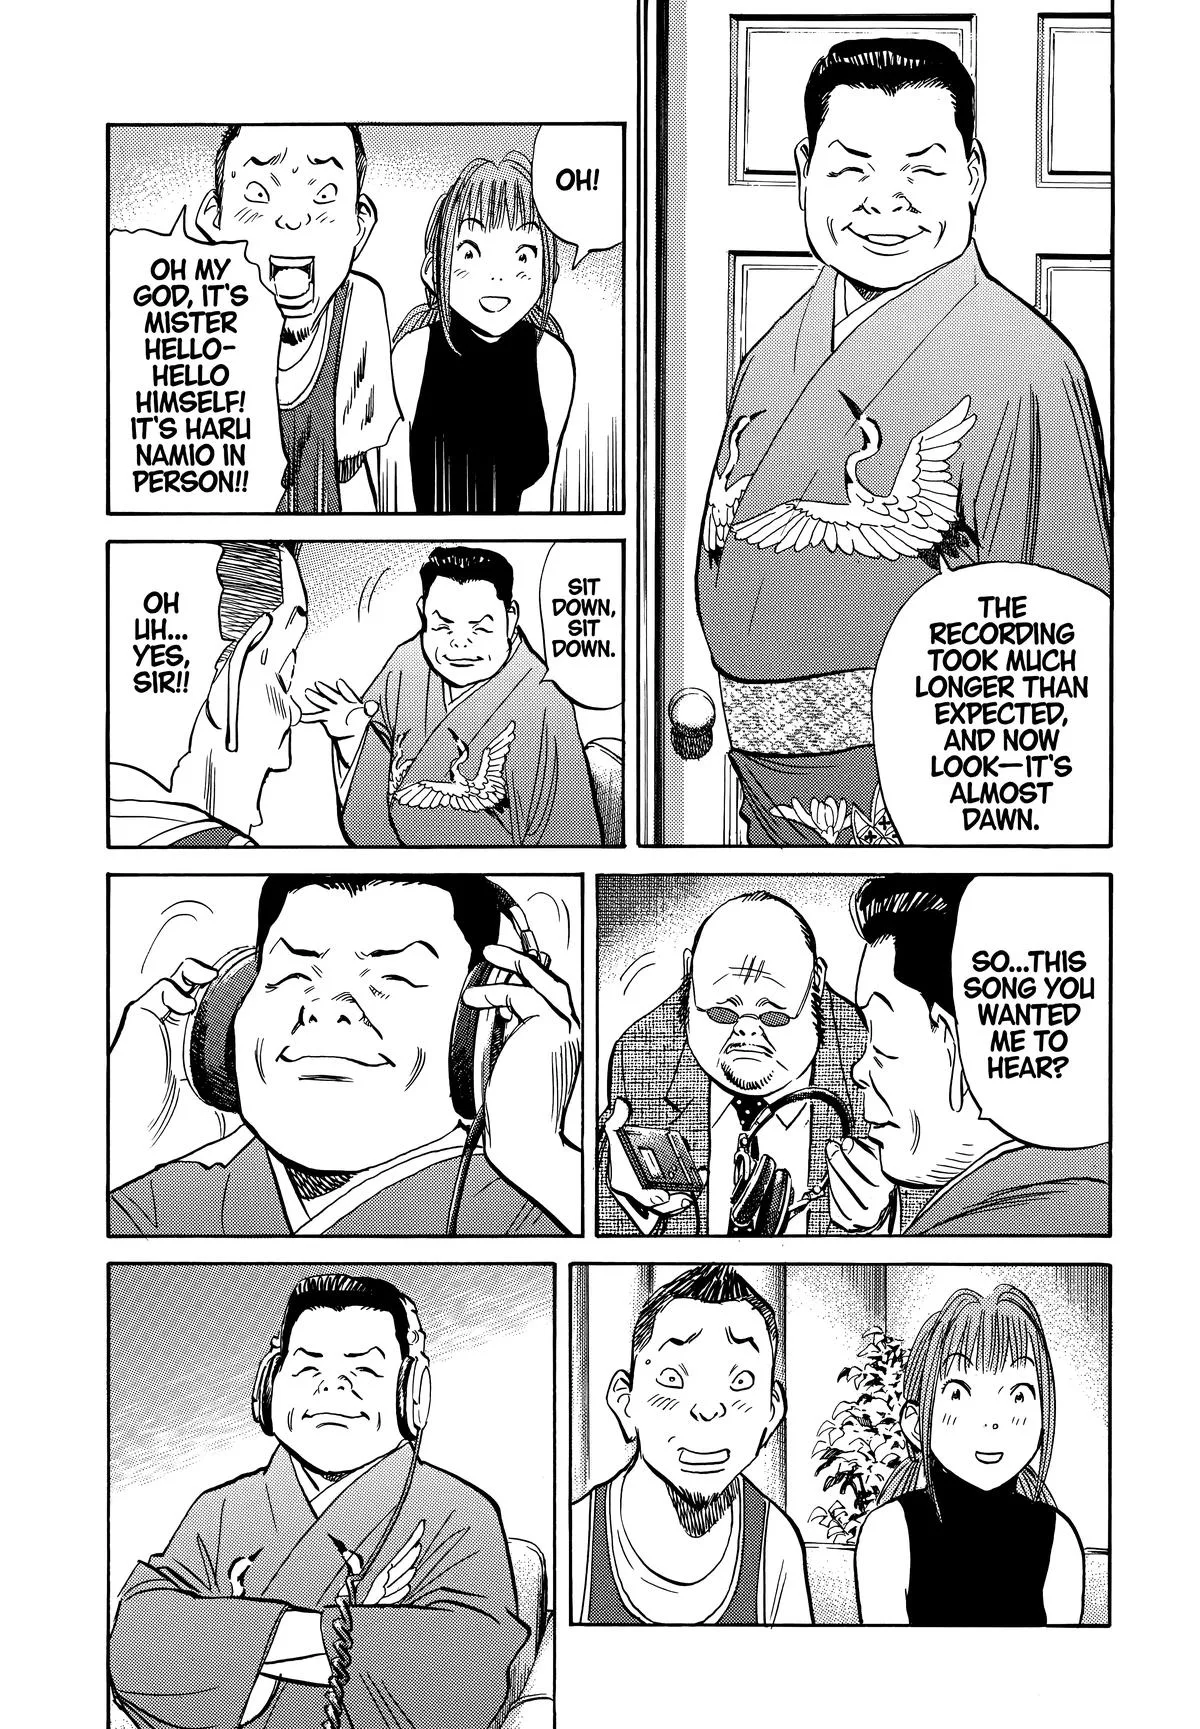 THE
RECORDING
TOOK MUCH
LONGER THAN
EXPECTED,
AND NOW
LOOK—IT'S
ALMOST
DAWN.
OH!
OH MY
GOD, IT'S
MISTER
HELLO-
HELLO
HIMSELF!
IT'S HARU
NAMIO IN
PERSON!!
SIT
DOWN,
SIT
DOWN.
OH
UH...
YES,
SIR!!
SO...THIS
SONG YOU
WANTED
ME TO
HEAR?